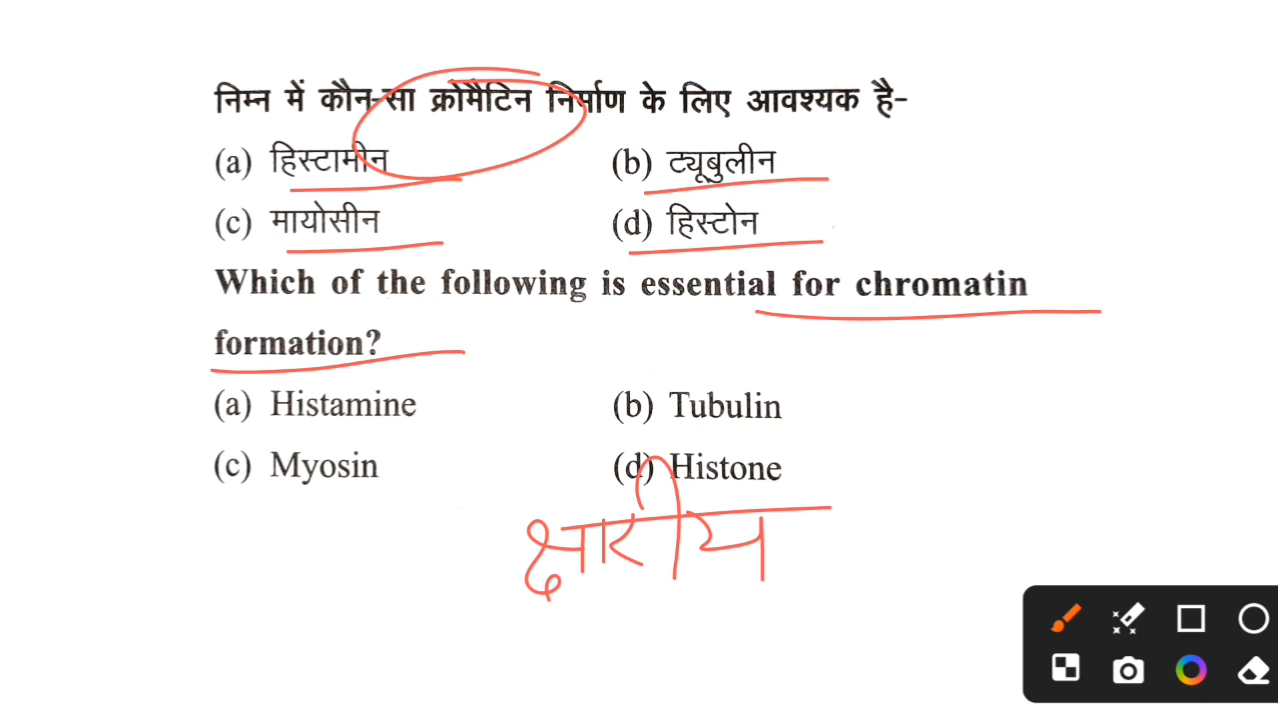 निम्न में कौन-सा क्रोमैटिन निर्माण के लिए आवश्यक है-
(a) हिस्टामीन (b) ट्यूबुलीन
(c) मायोसीन (d) हिस्टोन
Which of the following is essential for chromatin
formation?
(a) Histamine (b) Tubulin
(c) Myosin (d) Histone
क्षारीय